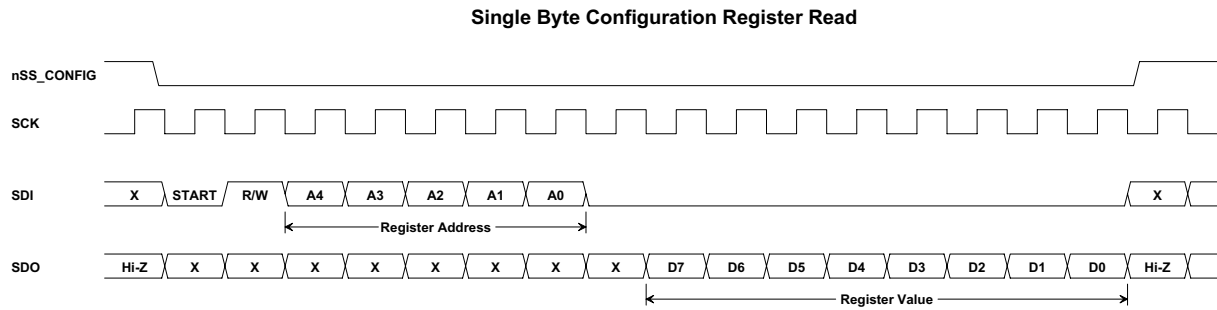 Single Byte Configuration Register Read
nSS_CONFIG
SCK
SDI X START R/W A4 A3 A2 A1 A0 X
Register Address
SDO Hi-Z X X X X X X X X D7 D6 D5 D4 D3 D2 D1 D0 Hi-Z
Register Value